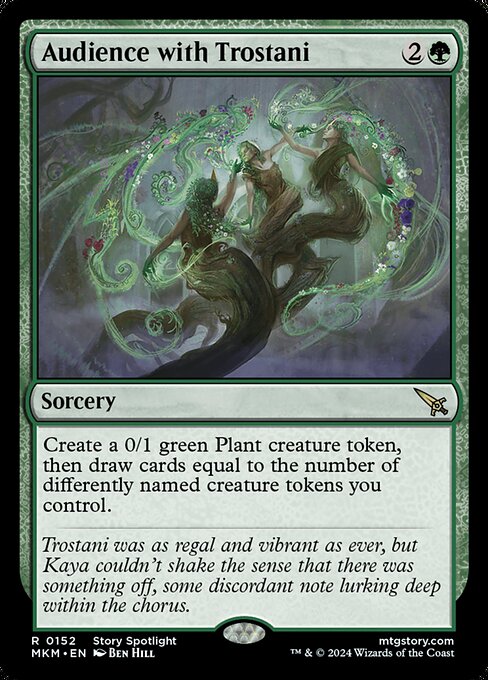 Audience with Trostani 2
Sorcery
Create a 0/1 green Plant creature token,
then draw cards equal to the number of
differently named creature tokens you
control.
Trostani was as regal and vibrant as ever, but
Kaya couldn't shake the sense that there was
something off, some discordant note lurking deep
within the chorus.
R 0152 Story Spotlight mtgstory.com
MKM • EN BEN HILL ™ & © 2024 Wizards of the Coast